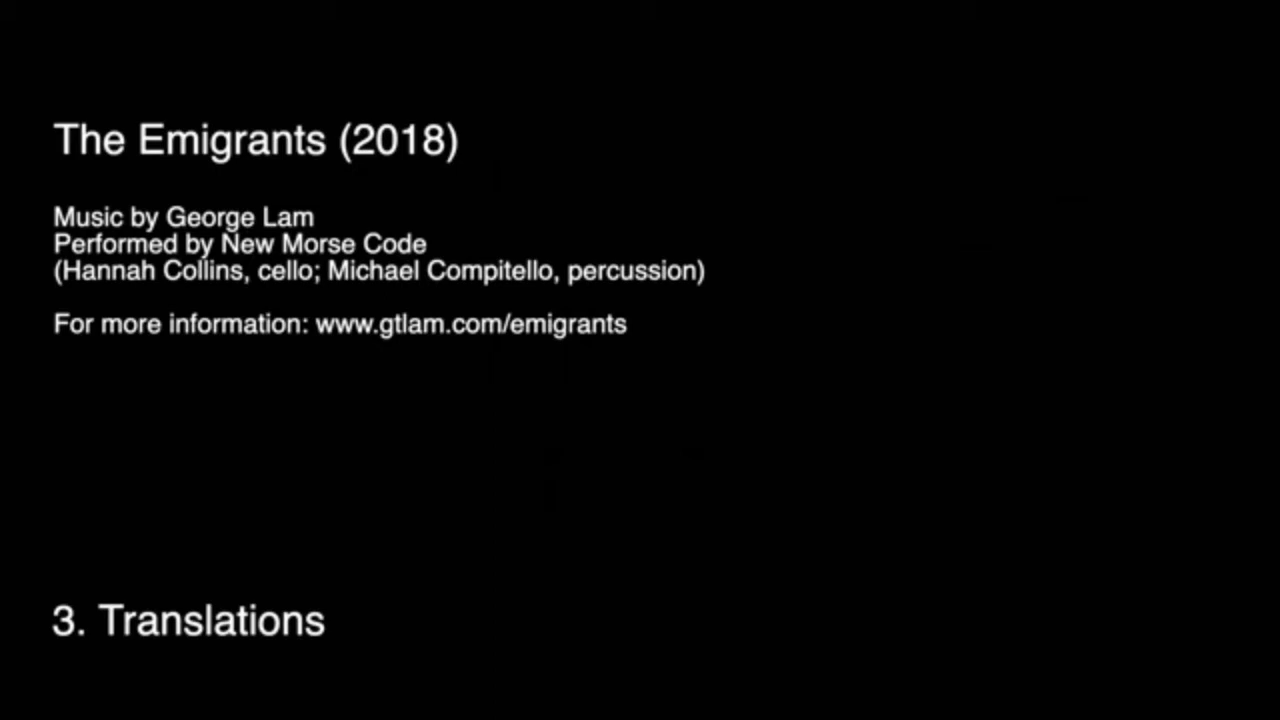 The Emigrants (2018)
Music by George Lam
Performed by New Morse Code
(Hannah Collins, cello; Michael Compitello, percussion)
For more information: www.gtlam.com/emigrants
3. Translations